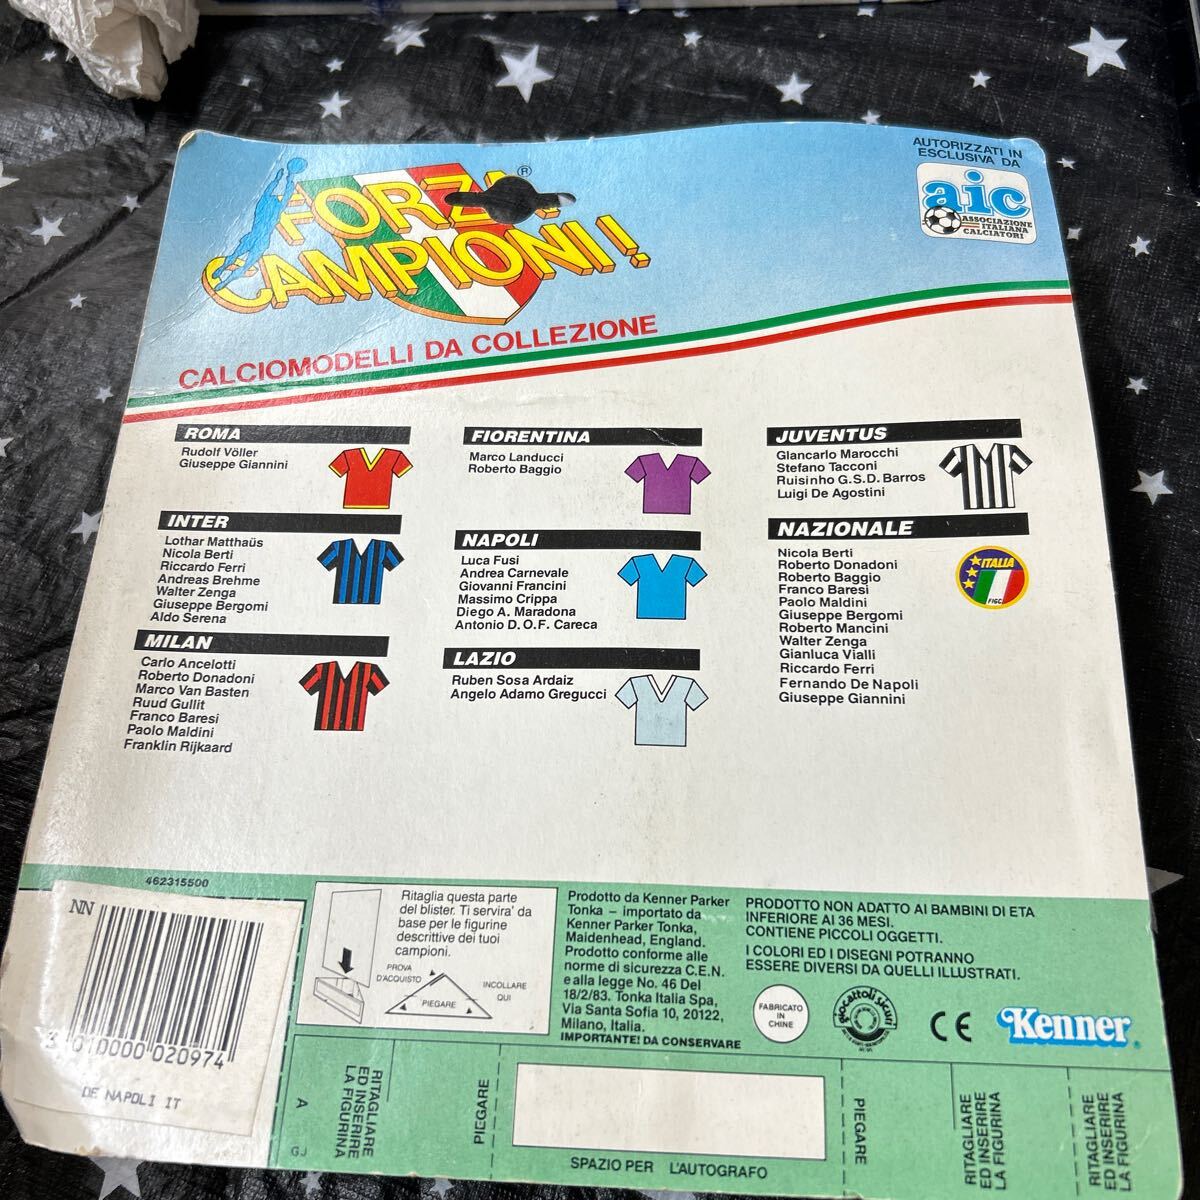 FORZA
CAMPIONI!
®
CALCIOMODELLI DA COLLEZIONE
AUTORIZZATI IN
ESCLUSIVA DA
aic
ASSOCIAZIONE
ITALIANA
CALCIATORI
ROMA
Rudolf Völler
Giuseppe Giannini
INTER
Lothar Matthaüs
Nicola Berti
Riccardo Ferri
Andreas Brehme
Walter Zenga
Giuseppe Bergomi
Aldo Serena
MILAN
Carlo Ancelotti
Roberto Donadoni
Marco Van Basten
Ruud Gullit
Franco Baresi
Paolo Maldini
Franklin Rijkaard
FIORENTINA
Marco Landucci
Roberto Baggio
NAPOLI
Luca Fusi
Andrea Carnevale
Giovanni Francini
Massimo Crippa
Diego A. Maradona
Antonio D.O.F. Careca
LAZIO
Ruben Sosa Ardaiz
Angelo Adamo Gregucci
JUVENTUS
Giancarlo Marocchi
Stefano Tacconi
Ruisinho G.S.D. Barros
Luigi De Agostini
NAZIONALE
Nicola Berti
Roberto Donadoni
Roberto Baggio
Franco Baresi
Paolo Maldini
Giuseppe Bergomi
Roberto Mancini
Walter Zenga
Gianluca Vialli
Riccardo Ferri
Fernando De Napoli
Giuseppe Giannini
ITALIA
FIGC
462315500
NN
3 010000 020974
DE NAPOLI IT
Ritaglia questa parte
del blister. Ti servira' da
base per le figurine
descrittive dei tuoi
campioni.
PROVA
D'ACQUISTO
PIEGARE
INCOLLARE
QUI
Prodotto da Kenner Parker
Tonka – importato da
Kenner Parker Tonka,
Maidenhead, England.
Prodotto conforme alle
norme di sicurezza C.E.N.
e alla legge No. 46 Del
18/2/83. Tonka Italia Spa,
Via Santa Sofia 10, 20122,
Milano, Italia.
IMPORTANTE! DA CONSERVARE
PRODOTTO NON ADATTO AI BAMBINI DI ETA
INFERIORE AI 36 MESI.
CONTIENE PICCOLI OGGETTI.
I COLORI ED I DISEGNI POTRANNO
ESSERE DIVERSI DA QUELLI ILLUSTRATI.
FABRICATO
IN
CHINE
giocattoli sicuri
CE
Kenner
A
GJ
RITAGLIARE
ED INSERIRE
LA FIGURINA
PIEGARE
SPAZIO PER L'AUTOGRAFO
PIEGARE
RITAGLIARE
ED INSERIRE
LA FIGURINA
RITAGLIARE
ED INSERIRE
LA FIGURINA